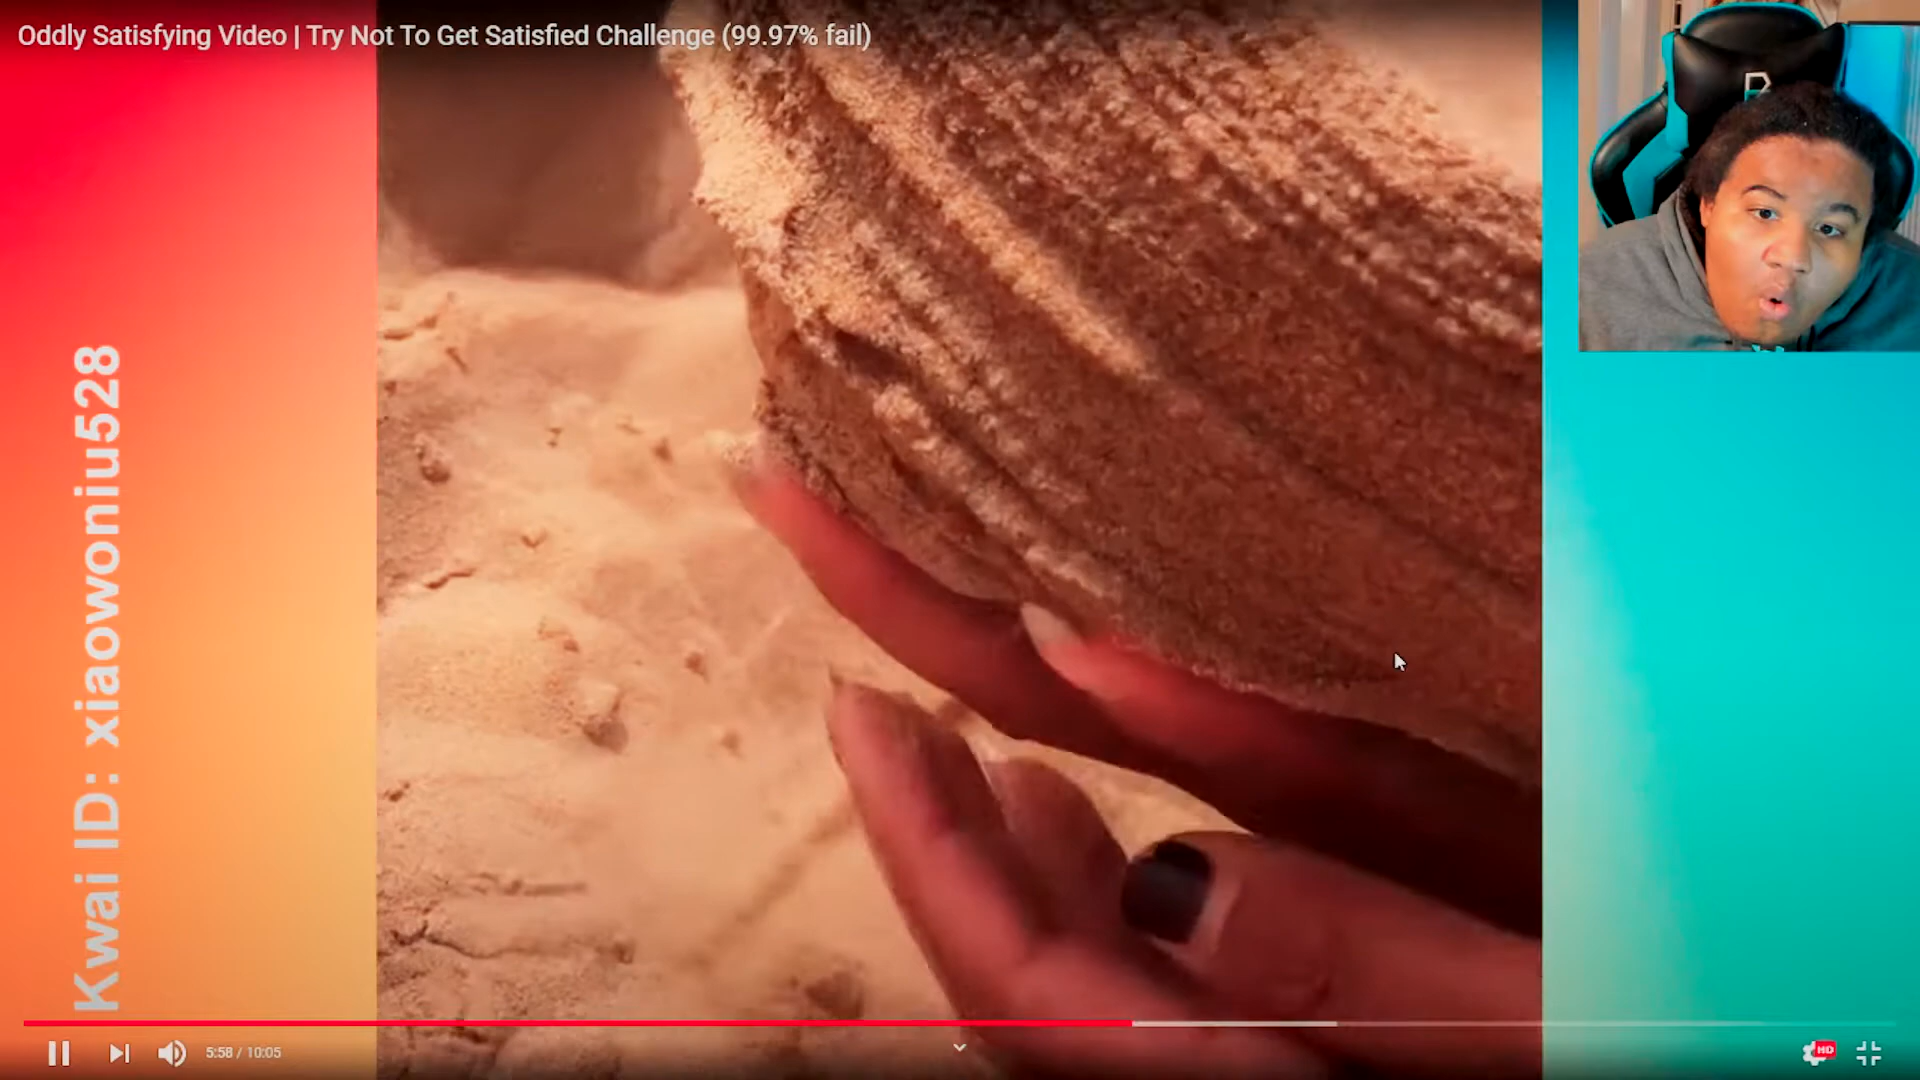 Oddly Satisfying Video | Try Not To Get Satisfied Challenge (99.97% fail)
Kwai ID: xiaowoniu528
5:58 / 10:05
HD